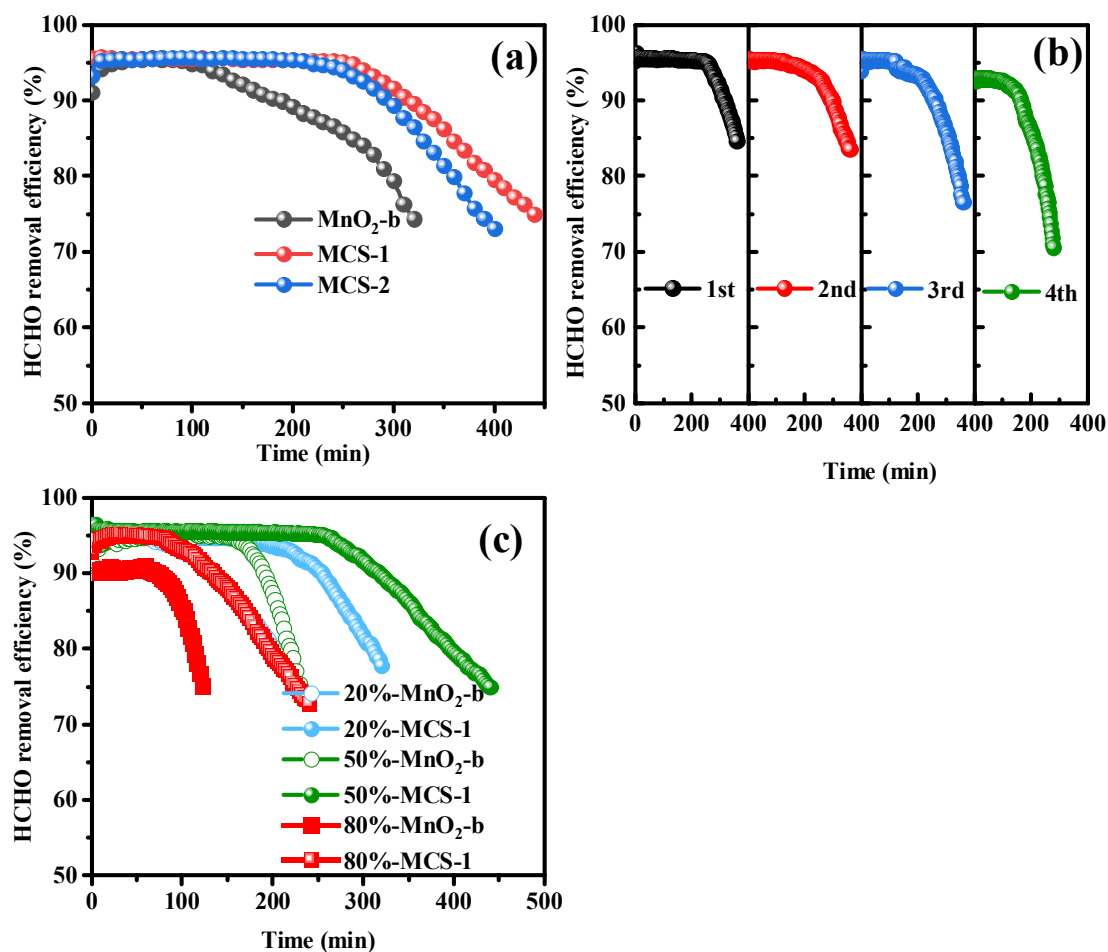 (a)
HCHO removal efficiency (%)
100
90
80
70
60
50
MnO₂-b
MCS-1
MCS-2
0 100 200 300 400
Time (min)
(b)
HCHO removal efficiency (%)
100
90
80
70
60
50
1st 2nd 3rd 4th
0 200 400 200 400 200 400 200 400
Time (min)
(c)
HCHO removal efficiency (%)
100
90
80
70
60
50
20%-MnO₂-b
20%-MCS-1
50%-MnO₂-b
50%-MCS-1
80%-MnO₂-b
80%-MCS-1
0 100 200 300 400 500
Time (min)